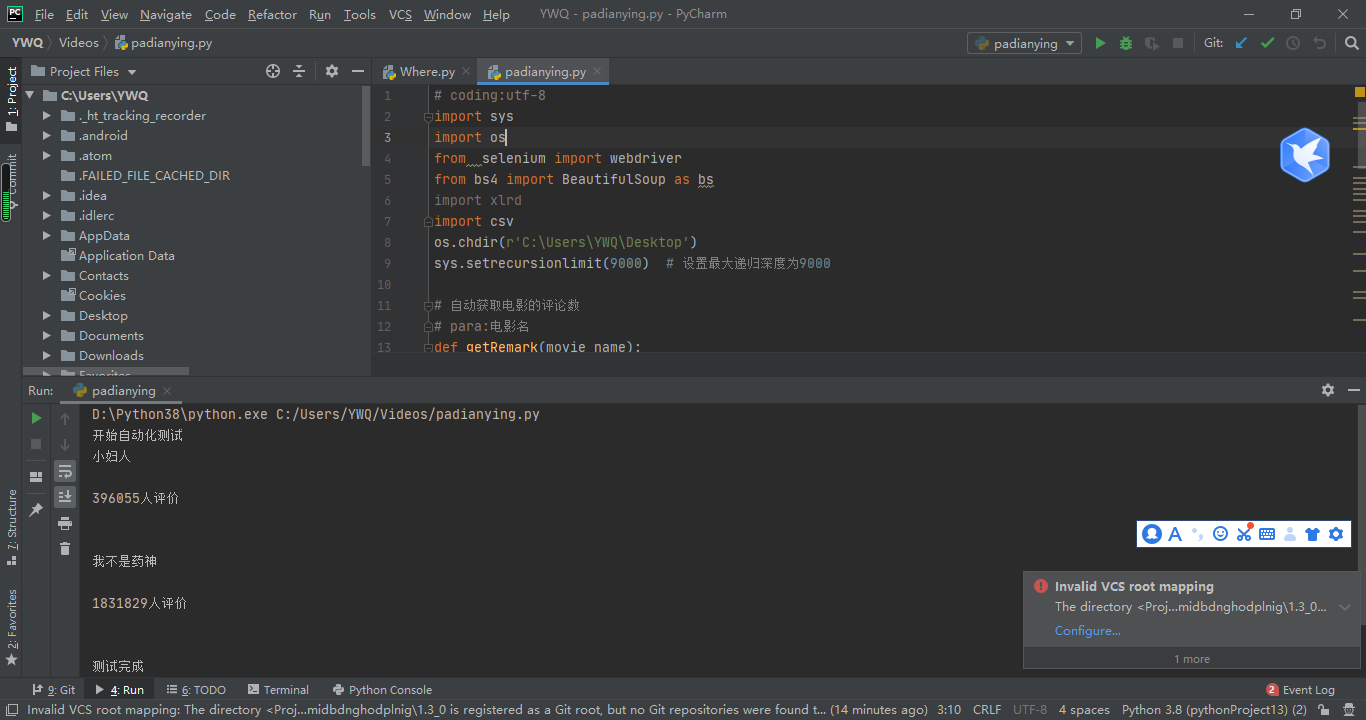 File Edit View Navigate Code Refactor Run Tools VCS Window Help YWQ - padianying.py - PyCharm
YWQ Videos padianying.py padianying Git:
1: Project Project Files Where.py padianying.py
C:\Users\YWQ
._ht_tracking_recorder
.android
.atom
.FAILED_FILE_CACHED_DIR
.idea
.idlerc
AppData
Application Data
Contacts
Cookies
Desktop
Documents
Downloads
Favorites
Commit
1 # coding:utf-8
2 import sys
3 import os
4 from  selenium import webdriver
5 from bs4 import BeautifulSoup as bs
6 import xlrd
7 import csv
8 os.chdir(r'C:\Users\YWQ\Desktop')
9 sys.setrecursionlimit(9000)  # 设置最大递归深度为9000
10
11 # 自动获取电影的评论数
12 # para:电影名
13 def getRemark(movie_name):
Run: padianying
D:\Python38\python.exe C:/Users/YWQ/Videos/padianying.py
开始自动化测试
小妇人
396055人评价
我不是药神
1831829人评价
测试完成
7: Structure
2: Favorites
A
Invalid VCS root mapping
The directory <Proj...midbdnghodplnig\1.3_0...
Configure...
1 more
9: Git 4: Run 6: TODO Terminal Python Console 2 Event Log
Invalid VCS root mapping: The directory <Proj...midbdnghodplnig\1.3_0 is registered as a Git root, but no Git repositories were found t... (14 minutes ago) 3:10 CRLF UTF-8 4 spaces Python 3.8 (pythonProject13) (2)